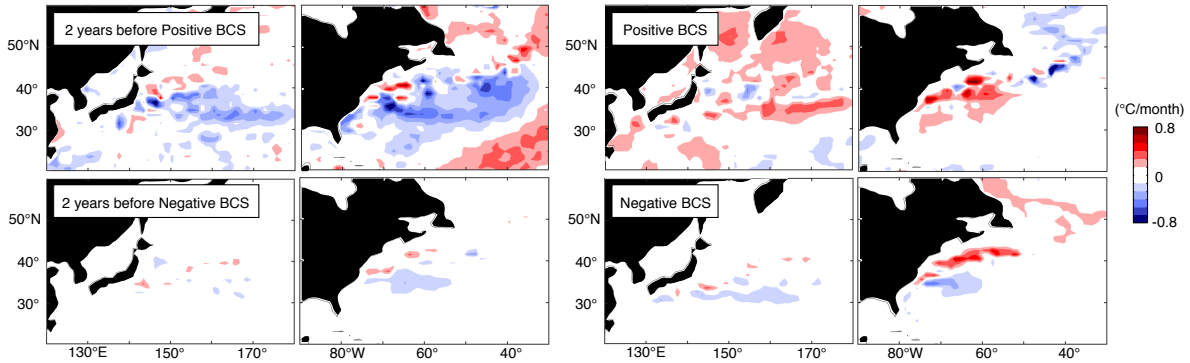 2 years before Positive BCS
Positive BCS
50°N
40°
30°
50°N
40°
30°
(°C/month)
0.8
0
-0.8
2 years before Negative BCS
Negative BCS
50°N
40°
30°
50°N
40°
30°
130°E 150° 170° 80°W 60° 40° 130°E 150° 170° 80°W 60° 40°